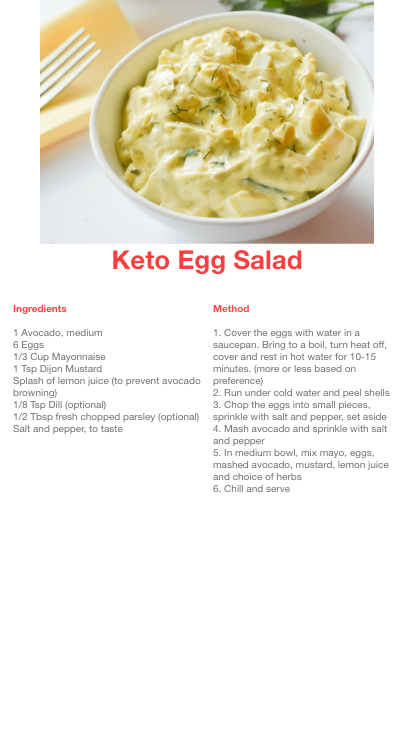 Keto Egg Salad
Ingredients
1 Avocado, medium
6 Eggs
1/3 Cup Mayonnaise
1 Tsp Dijon Mustard
Splash of lemon juice (to prevent avocado
browning)
1/8 Tsp Dill (optional)
1/2 Tbsp fresh chopped parsley (optional)
Salt and pepper, to taste
Method
1. Cover the eggs with water in a
saucepan. Bring to a boil, turn heat off,
cover and rest in hot water for 10-15
minutes. (more or less based on
preference)
2. Run under cold water and peel shells
3. Chop the eggs into small pieces,
sprinkle with salt and pepper, set aside
4. Mash avocado and sprinkle with salt
and pepper
5. In medium bowl, mix mayo, eggs,
mashed avocado, mustard, lemon juice
and choice of herbs
6. Chill and serve